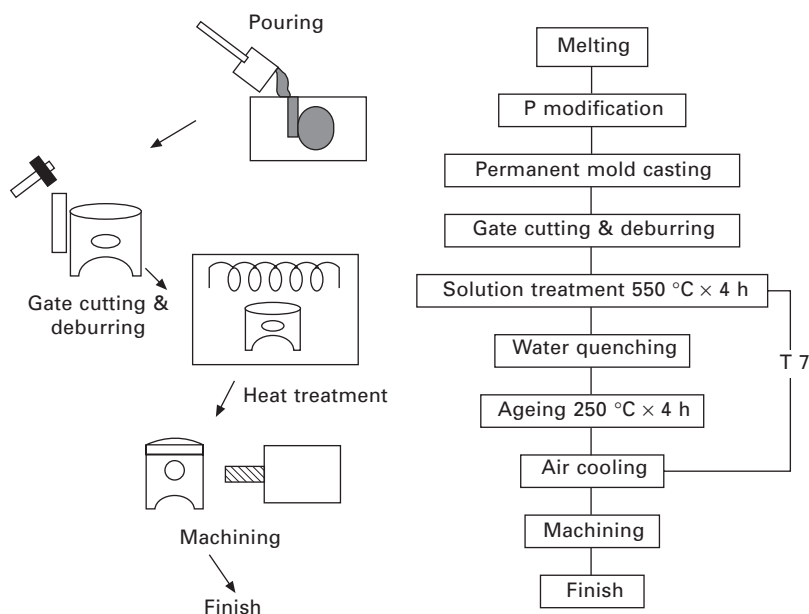 Pouring
Gate cutting &
deburring
Heat treatment
Machining
Finish
Melting
P modification
Permanent mold casting
Gate cutting & deburring
Solution treatment 550 °C × 4 h
Water quenching
T 7
Ageing 250 °C × 4 h
Air cooling
Machining
Finish